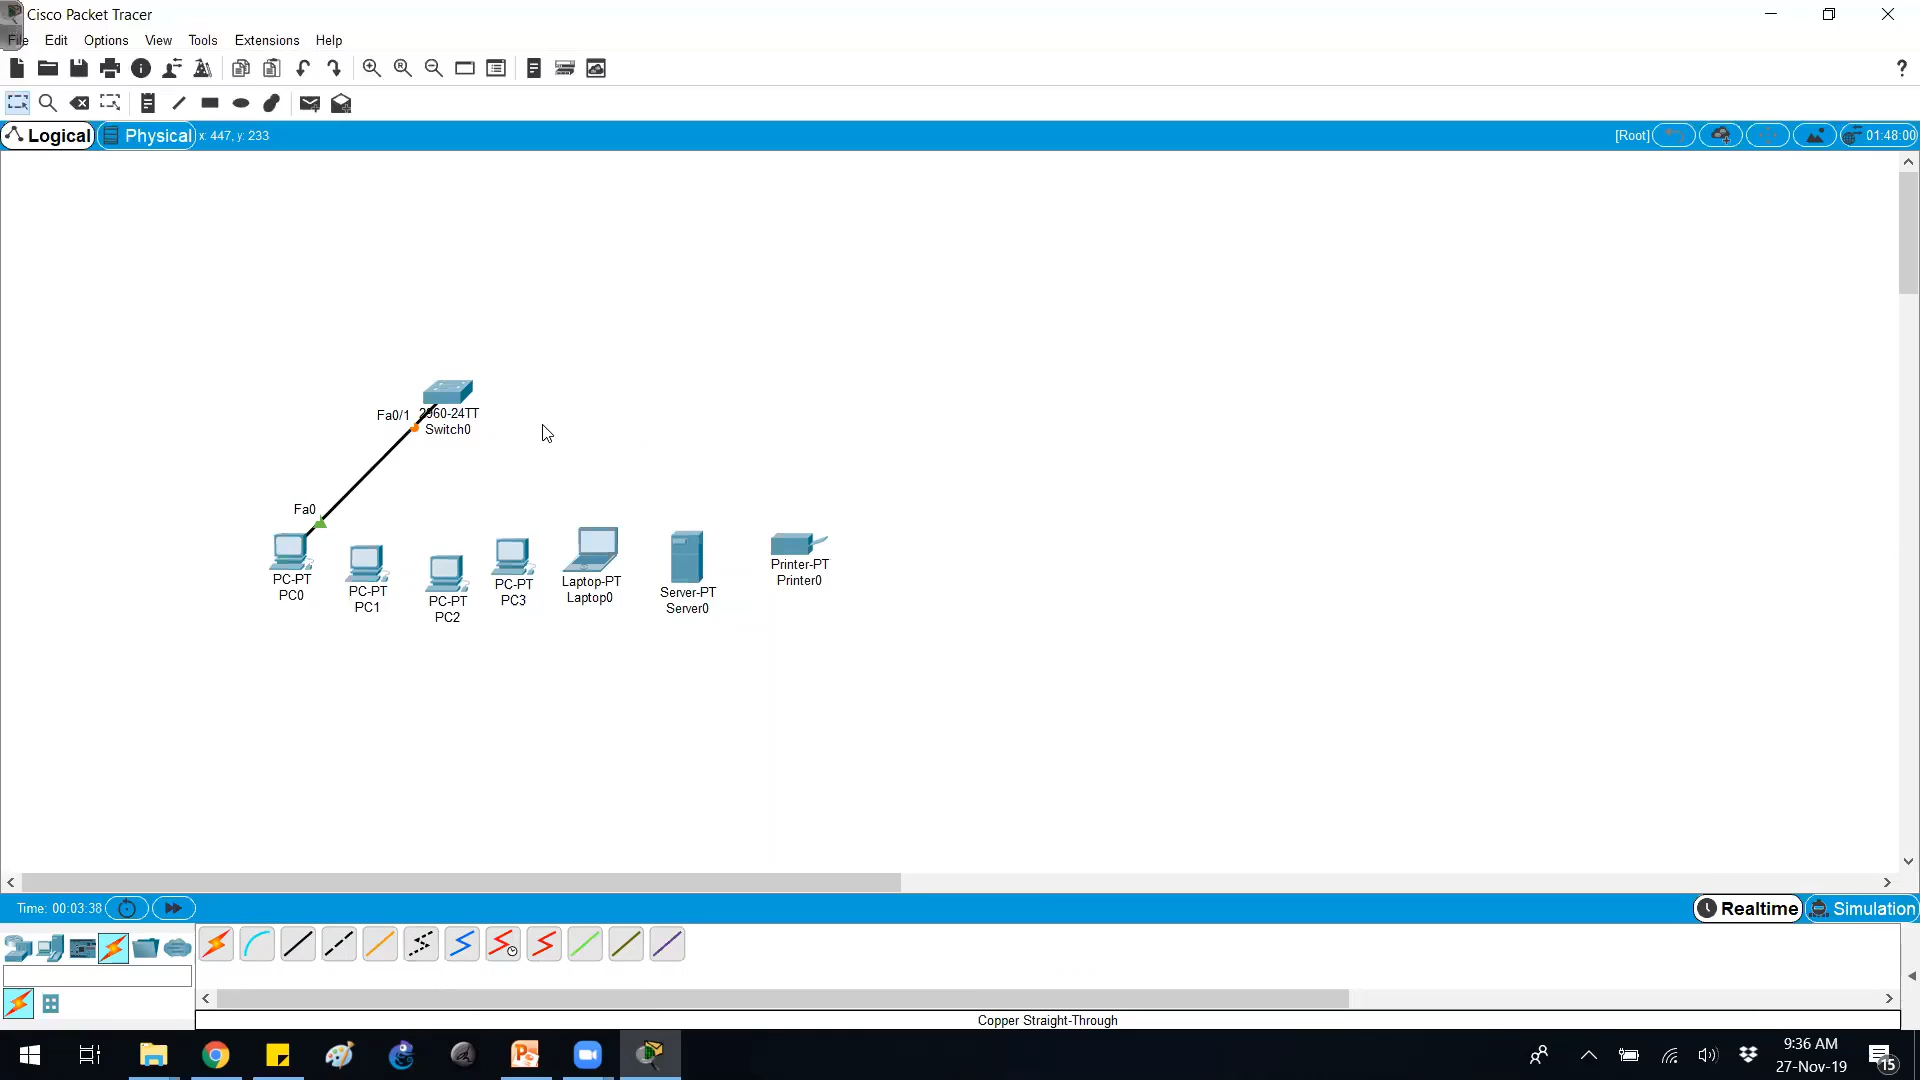 Cisco Packet Tracer
File Edit Options View Tools Extensions Help
?
Logical Physical x: 447, y: 233 [Root] 01:48:00
Fa0/1 2960-24TT
Switch0
Fa0
PC-PT
PC0
PC-PT
PC1
PC-PT
PC2
PC-PT
PC3
Laptop-PT
Laptop0
Server-PT
Server0
Printer-PT
Printer0
Time: 00:03:38 Realtime Simulation
Copper Straight-Through
9:36 AM
27-Nov-19
15